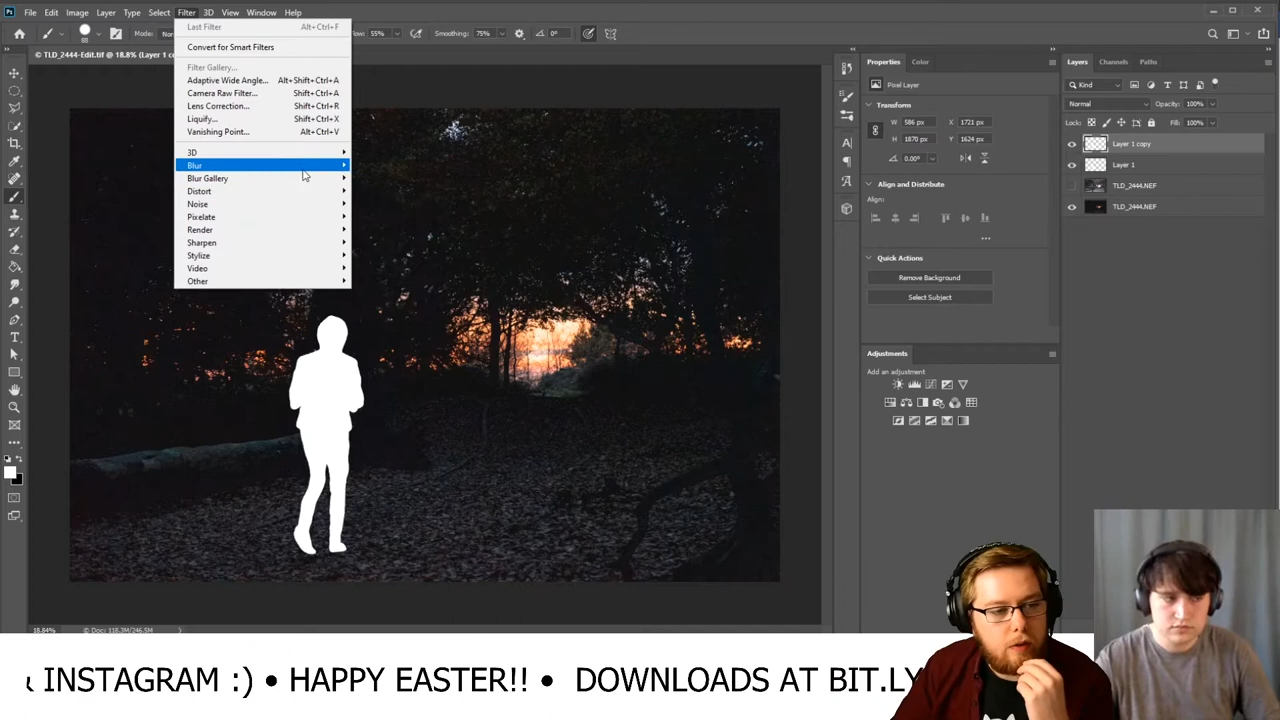 File Edit Image Layer Type Select Filter 3D View Window Help
Mode: Flow: 55% Smoothing: 75% 0°
© TLD_2444-Edit.tif @ 18.8% (Layer 1 co
Last Filter Alt+Ctrl+F
Convert for Smart Filters
Filter Gallery...
Adaptive Wide Angle... Alt+Shift+Ctrl+A
Camera Raw Filter... Shift+Ctrl+A
Lens Correction... Shift+Ctrl+R
Liquify... Shift+Ctrl+X
Vanishing Point... Alt+Ctrl+V
3D
Blur
Blur Gallery
Distort
Noise
Pixelate
Render
Sharpen
Stylize
Video
Other
Properties Color
Pixel Layer
Transform
W 586 px X 1721 px
H 1870 px Y 1624 px
0.00°
Align and Distribute
Align:
Quick Actions
Remove Background
Select Subject
Adjustments
Add an adjustment
Layers Channels Paths
Kind
Normal Opacity: 100%
Lock: Fill: 100%
Layer 1 copy
Layer 1
TLD_2444.NEF
TLD_2444.NEF
18.84% Doc: 118.3M/246.5M
INSTAGRAM :) • HAPPY EASTER!! • DOWNLOADS AT BIT.LY